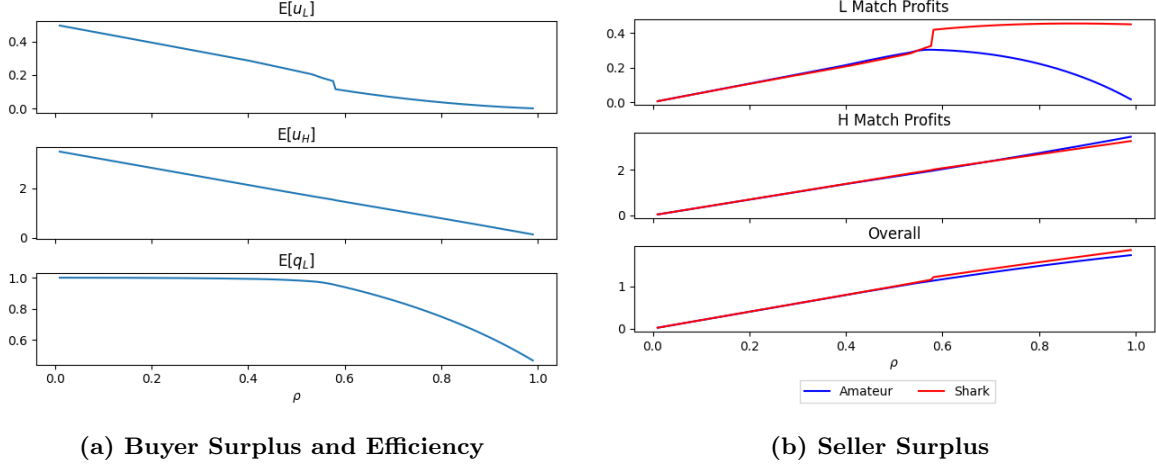 E[u_L]
0.4
0.2
0.0
E[u_H]
2
0
E[q_L]
1.0
0.8
0.6
0.0 0.2 0.4 0.6 0.8 1.0
ρ
(a) Buyer Surplus and Efficiency
L Match Profits
0.4
0.2
0.0
H Match Profits
2
0
Overall
1
0
0.0 0.2 0.4 0.6 0.8 1.0
ρ
Amateur Shark
(b) Seller Surplus